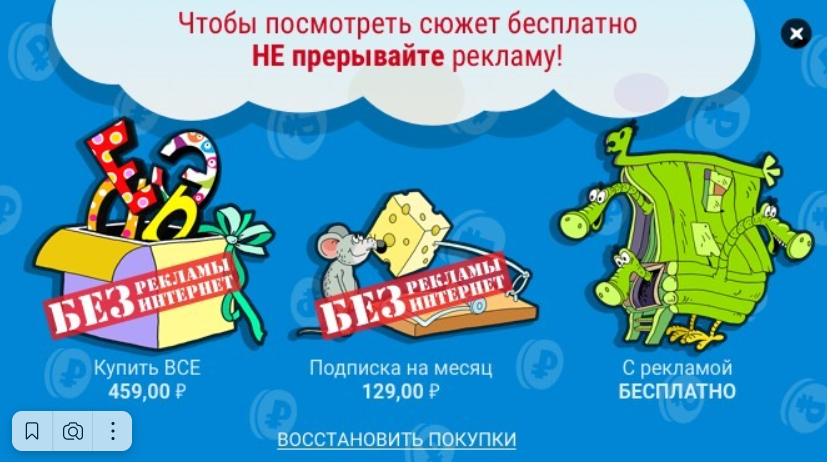 Чтобы посмотреть сюжет бесплатно
НЕ прерывайте рекламу!
БЕЗ РЕКЛАМЫ
ИНТЕРНЕТ
БЕЗ РЕКЛАМЫ
ИНТЕРНЕТ
Купить ВСЕ
459,00 ₽
Подписка на месяц
129,00 ₽
С рекламой
БЕСПЛАТНО
ВОССТАНОВИТЬ ПОКУПКИ